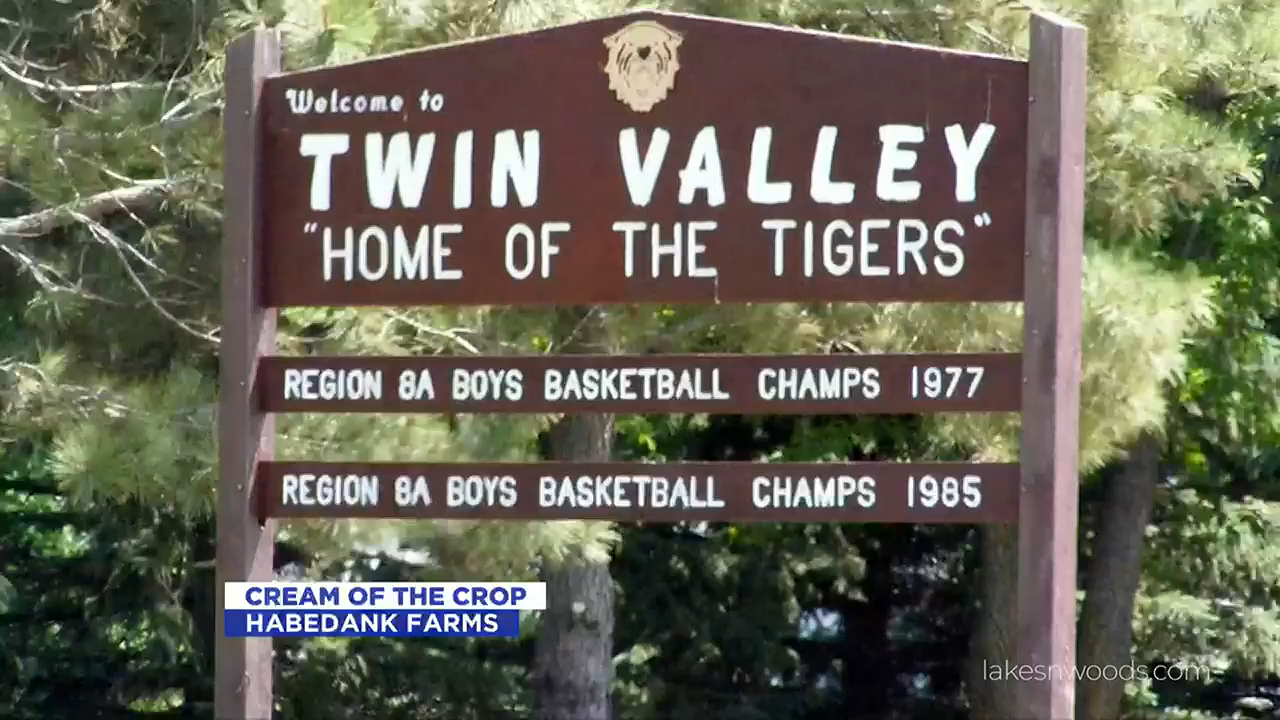 Welcome to
TWIN VALLEY
"HOME OF THE TIGERS"
REGION 8A BOYS BASKETBALL CHAMPS 1977
REGION 8A BOYS BASKETBALL CHAMPS 1985
CREAM OF THE CROP
HABEDANK FARMS
lakesnwoods.com